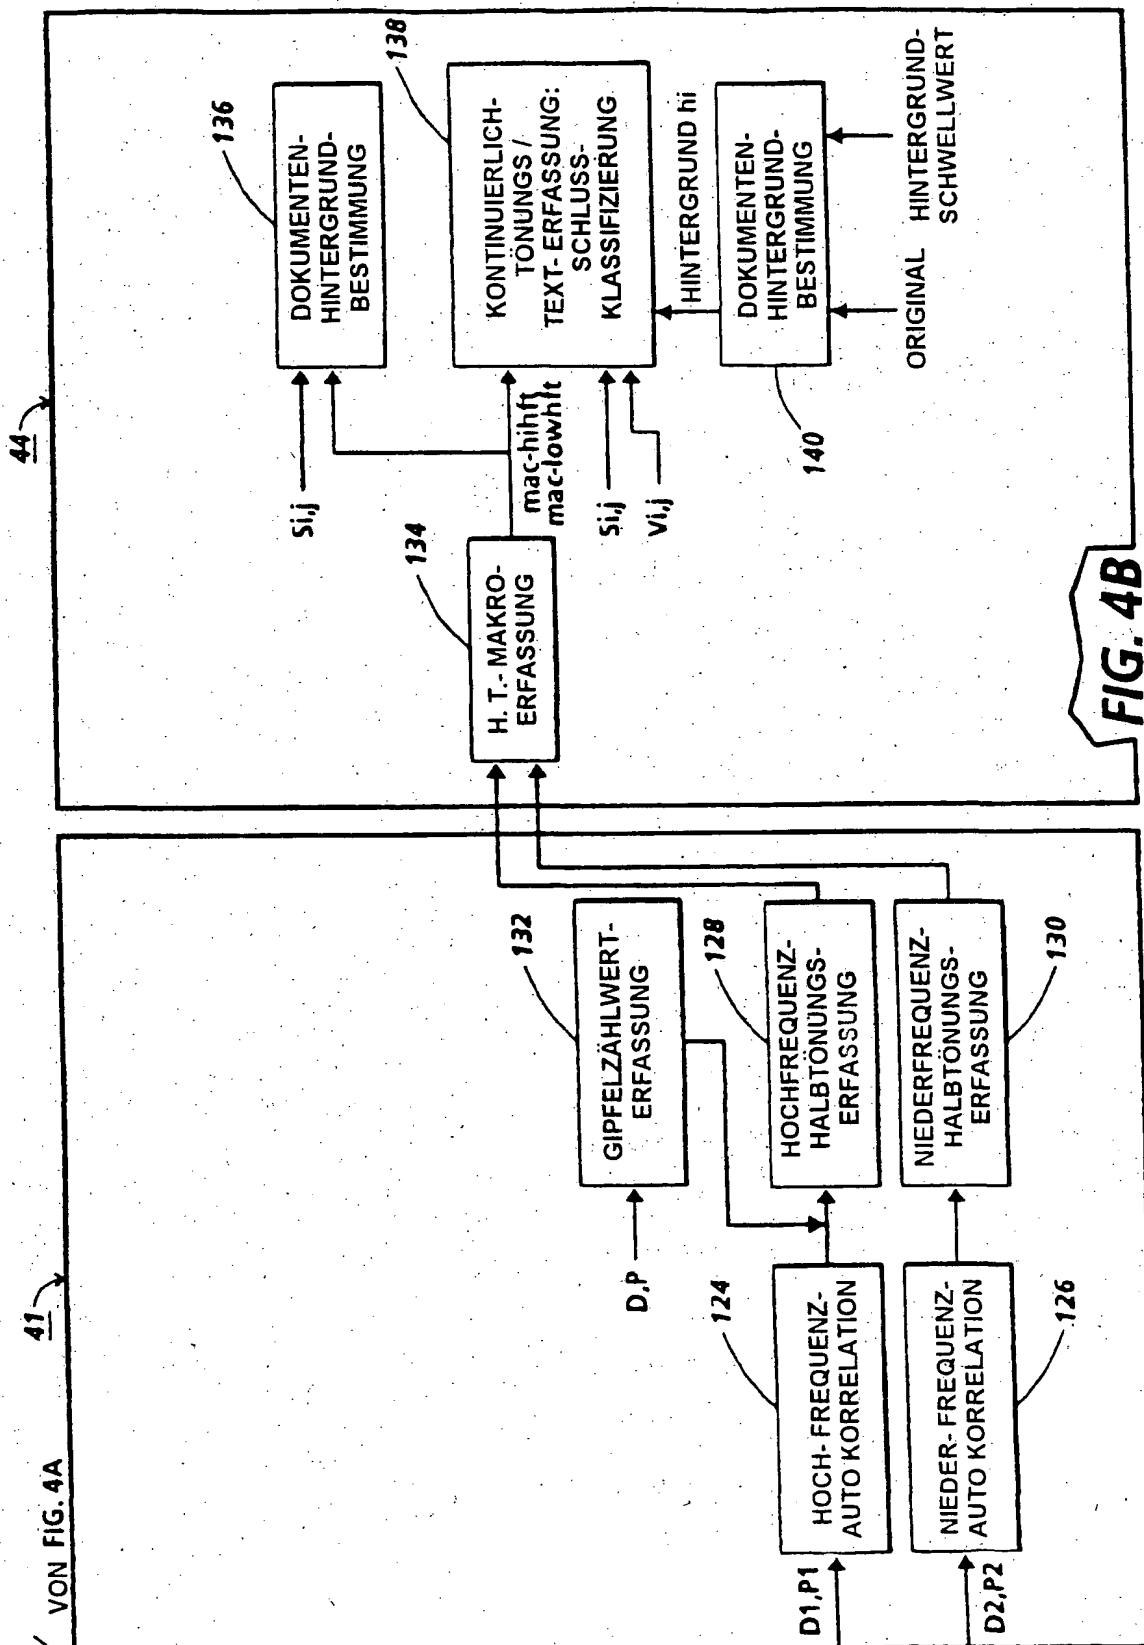 VON FIG. 4A
41
44
D1,P1
HOCH-FREQUENZ-
AUTO KORRELATION
124
D2,P2
NIEDER-FREQUENZ-
AUTO KORRELATION
126
D,P
GIPFELZÄHLWERT-
ERFASSUNG
132
HOCHFREQUENZ-
HALBTÖNUNGS-
ERFASSUNG
128
NIEDERFREQUENZ-
HALBTÖNUNGS-
ERFASSUNG
130
H. T.- MAKRO-
ERFASSUNG
134
mac-hihft
mac-lowhft
Si,j
DOKUMENTEN-
HINTERGRUND-
BESTIMMUNG
136
Si,j
Vi,j
KONTINUIERLICH-
TÖNUNGS /
TEXT- ERFASSUNG:
SCHLUSS-
KLASSIFIZIERUNG
138
HINTERGRUND hi
DOKUMENTEN-
HINTERGRUND-
BESTIMMUNG
140
ORIGINAL
HINTERGRUND-
SCHWELLWERT
FIG. 4B